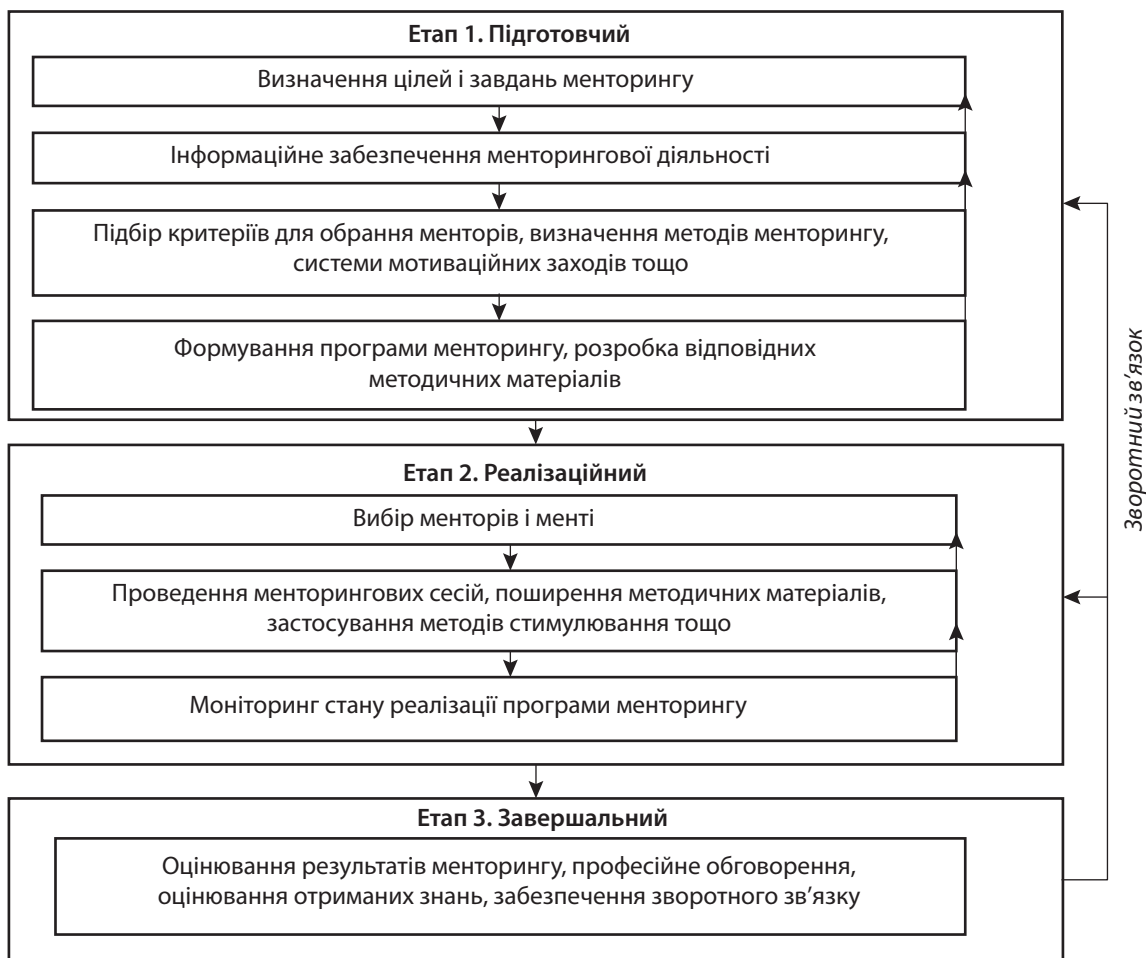 Етап 1. Підготовчий
Визначення цілей і завдань менторингу
Інформаційне забезпечення менторингової діяльності
Підбір критеріїв для обрання менторів, визначення методів менторингу,
системи мотиваційних заходів тощо
Формування програми менторингу, розробка відповідних
методичних матеріалів
Етап 2. Реалізаційний
Вибір менторів і менті
Проведення менторингових сесій, поширення методичних матеріалів,
застосування методів стимулювання тощо
Моніторинг стану реалізації програми менторингу
Етап 3. Завершальний
Оцінювання результатів менторингу, професійне обговорення,
оцінювання отриманих знань, забезпечення зворотного зв’язку
Зворотний зв’язок